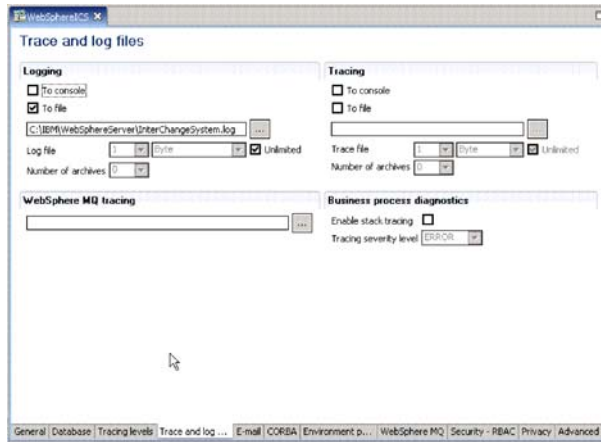 WebSphereICS
Trace and log files
Logging
To console
To file
C:\IBM\WebSphereServer\InterChangeSystem.log
...
Log file 1 Byte Unlimited
Number of archives 0
Tracing
To console
To file
...
Trace file 1 Byte Unlimited
Number of archives 0
WebSphere MQ tracing
...
Business process diagnostics
Enable stack tracing
Tracing severity level ERROR
General Database Tracing levels Trace and log ... E-mail CORBA Environment p... WebSphere MQ Security - RBAC Privacy Advanced